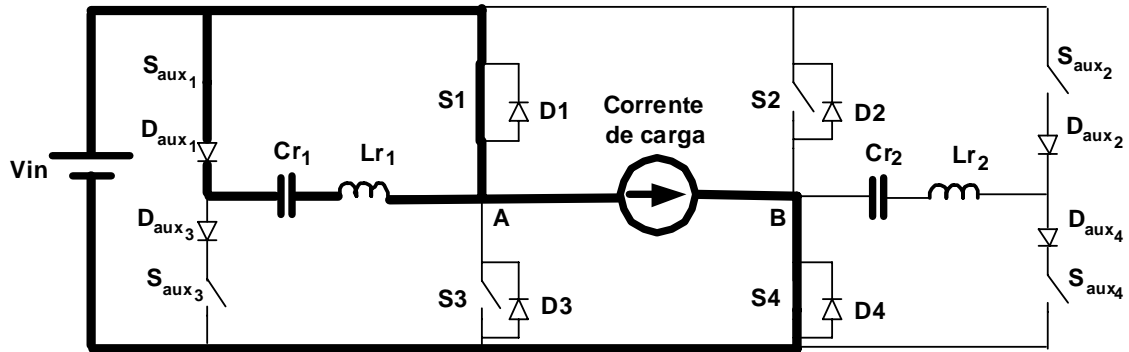 Vin
Saux1
Daux1
Cr1
Lr1
Daux3
Saux3
S1
D1
A
S3
D3
Corrente
de carga
S2
D2
B
S4
D4
Cr2
Lr2
Saux2
Daux2
Daux4
Saux4